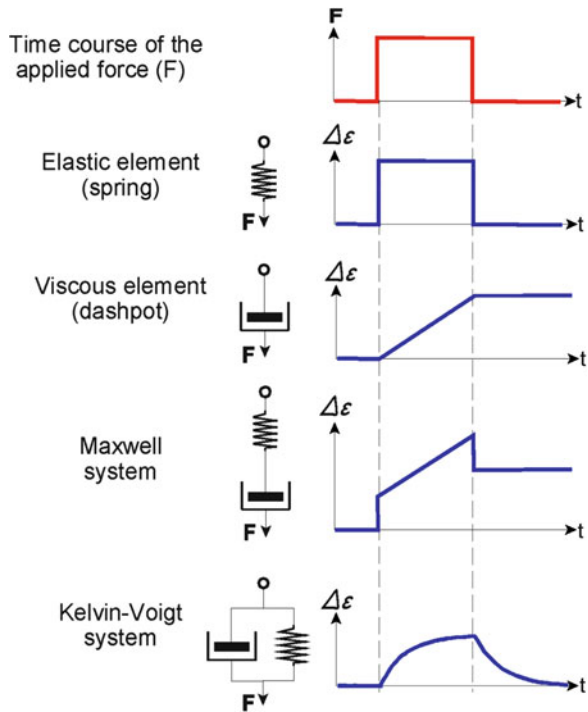 Time course of the
applied force (F)
F
t
Elastic element
(spring)
F
Δε
t
Viscous element
(dashpot)
F
Δε
t
Maxwell
system
F
Δε
t
Kelvin-Voigt
system
F
Δε
t